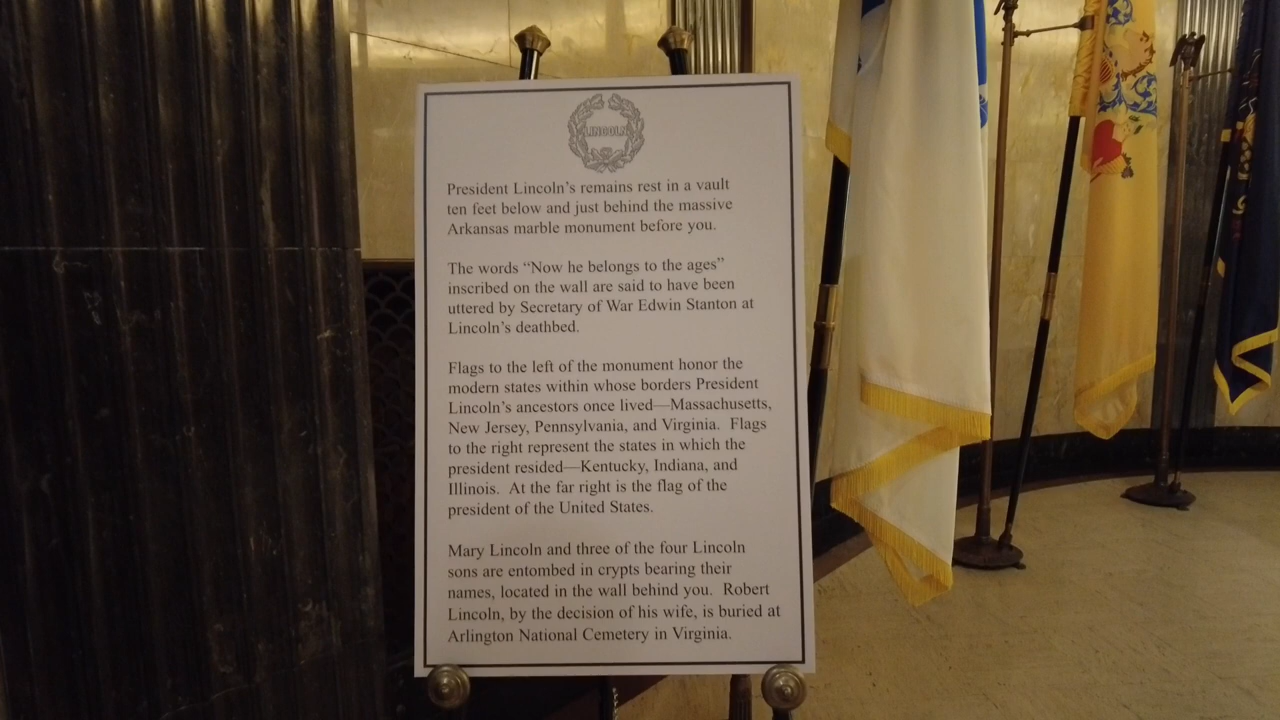 LINCOLN
President Lincoln's remains rest in a vault
ten feet below and just behind the massive
Arkansas marble monument before you.
The words “Now he belongs to the ages”
inscribed on the wall are said to have been
uttered by Secretary of War Edwin Stanton at
Lincoln's deathbed.
Flags to the left of the monument honor the
modern states within whose borders President
Lincoln's ancestors once lived—Massachusetts,
New Jersey, Pennsylvania, and Virginia.  Flags
to the right represent the states in which the
president resided—Kentucky, Indiana, and
Illinois.  At the far right is the flag of the
president of the United States.
Mary Lincoln and three of the four Lincoln
sons are entombed in crypts bearing their
names, located in the wall behind you.  Robert
Lincoln, by the decision of his wife, is buried at
Arlington National Cemetery in Virginia.